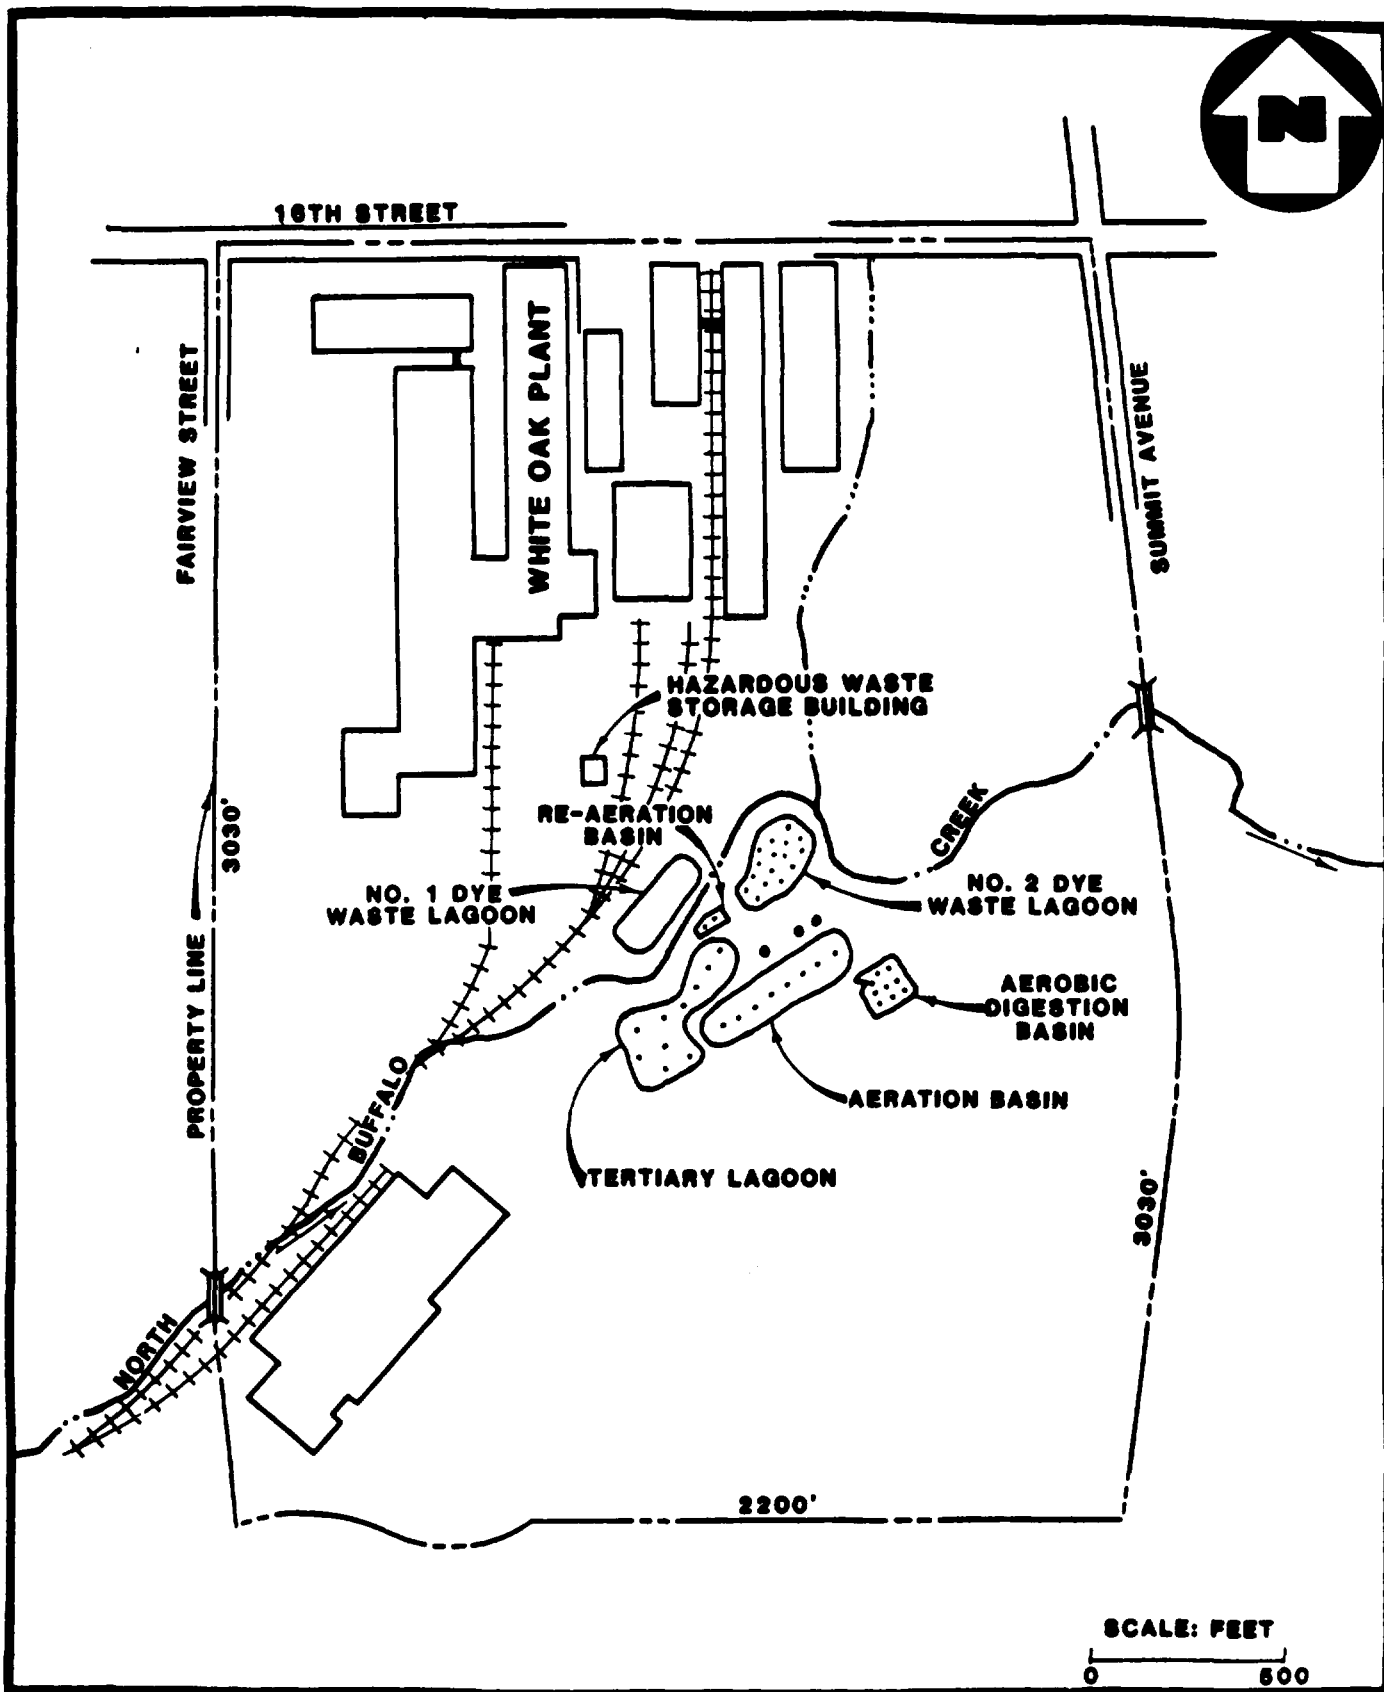 N
16TH STREET
FAIRVIEW STREET
WHITE OAK PLANT
SUMMIT AVENUE
HAZARDOUS WASTE
STORAGE BUILDING
RE-AERATION
BASIN
3030'
CREEK
NO. 1 DYE
WASTE LAGOON
NO. 2 DYE
WASTE LAGOON
PROPERTY LINE
AEROBIC
DIGESTION
BASIN
BUFFALO
AERATION BASIN
TERTIARY LAGOON
3030'
NORTH
2200'
SCALE: FEET
0 500